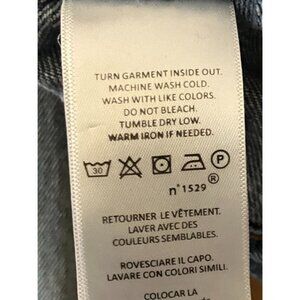 TURN GARMENT INSIDE OUT.
MACHINE WASH COLD.
WASH WITH LIKE COLORS.
DO NOT BLEACH.
TUMBLE DRY LOW.
WARM IRON IF NEEDED.
30 P
®
n°1529
RETOURNER LE VÊTEMENT.
LAVER AVEC DES
COULEURS SEMBLABLES.
ROVESCIARE IL CAPO.
LAVARE CON COLORI SIMILI.
COLOCAR LA